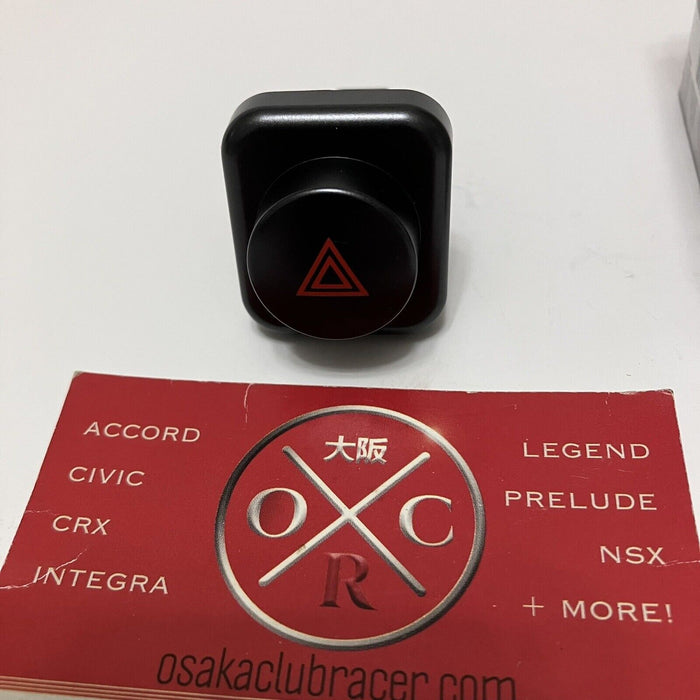 ACCORD
CIVIC
CRX
INTEGRA
大阪
O C
R
LEGEND
PRELUDE
NSX
+ MORE!
osakaclubracer.com